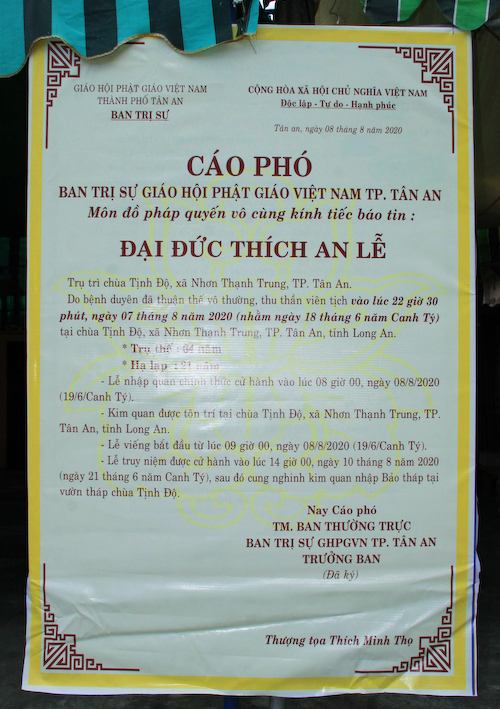 GIÁO HỘI PHẬT GIÁO VIỆT NAM
THÀNH PHỐ TÂN AN
BAN TRỊ SỰ
CỘNG HÒA XÃ HỘI CHỦ NGHĨA VIỆT NAM
Độc lập - Tự do - Hạnh phúc
Tân an, ngày 08 tháng 8 năm 2020
CÁO PHÓ
BAN TRỊ SỰ GIÁO HỘI PHẬT GIÁO VIỆT NAM TP. TÂN AN
Môn đồ pháp quyến vô cùng kính tiếc báo tin :
ĐẠI ĐỨC THÍCH AN LỄ
Trụ trì chùa Tịnh Độ, xã Nhơn Thạnh Trung, TP. Tân An.
Do bệnh duyên đã thuận thế vô thường, thu thần viên tịch vào lúc 22 giờ 30
phút, ngày 07 tháng 8 năm 2020 (nhằm ngày 18 tháng 6 năm Canh Tý)
tại chùa Tịnh Độ, xã Nhơn Thạnh Trung, TP. Tân An, tỉnh Long An.
* Trụ thế : 64 năm
* Hạ lạp : 21 năm
- Lễ nhập quan chính thức cử hành vào lúc 08 giờ 00, ngày 08/8/2020
(19/6/Canh Tý).
- Kim quan được tôn trí tại chùa Tịnh Độ, xã Nhơn Thạnh Trung, TP.
Tân An, tỉnh Long An.
- Lễ viếng bắt đầu từ lúc 09 giờ 00, ngày 08/8/2020 (19/6/Canh Tý).
- Lễ truy niệm được cử hành vào lúc 14 giờ 00, ngày 10 tháng 8 năm 2020
(ngày 21 tháng 6 năm Canh Tý), sau đó cung nghinh kim quan nhập Bảo tháp tại
vườn tháp chùa Tịnh Độ.
Nay Cáo phó
TM. BAN THƯỜNG TRỰC
BAN TRỊ SỰ GHPGVN TP. TÂN AN
TRƯỞNG BAN
(Đã ký)
Thượng tọa Thích Minh Thọ